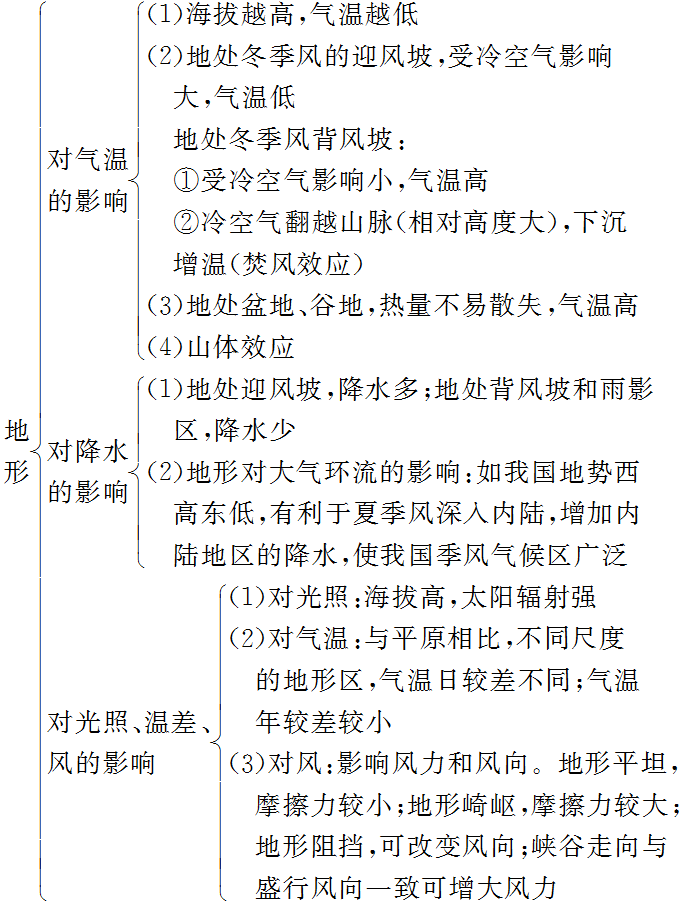 地形
对气温的影响
(1)海拔越高,气温越低
(2)地处冬季风的迎风坡,受冷空气影响
大,气温低
地处冬季风背风坡:
①受冷空气影响小,气温高
②冷空气翻越山脉(相对高度大),下沉
增温(焚风效应)
(3)地处盆地、谷地,热量不易散失,气温高
(4)山体效应
对降水的影响
(1)地处迎风坡,降水多;地处背风坡和雨影
区,降水少
(2)地形对大气环流的影响:如我国地势西
高东低,有利于夏季风深入内陆,增加内
陆地区的降水,使我国季风气候区广泛
对光照、温差、
风的影响
(1)对光照:海拔高,太阳辐射强
(2)对气温:与平原相比,不同尺度
的地形区,气温日较差不同;气温
年较差较小
(3)对风:影响风力和风向。地形平坦,
摩擦力较小;地形崎岖,摩擦力较大;
地形阻挡,可改变风向;峡谷走向与
盛行风向一致可增大风力